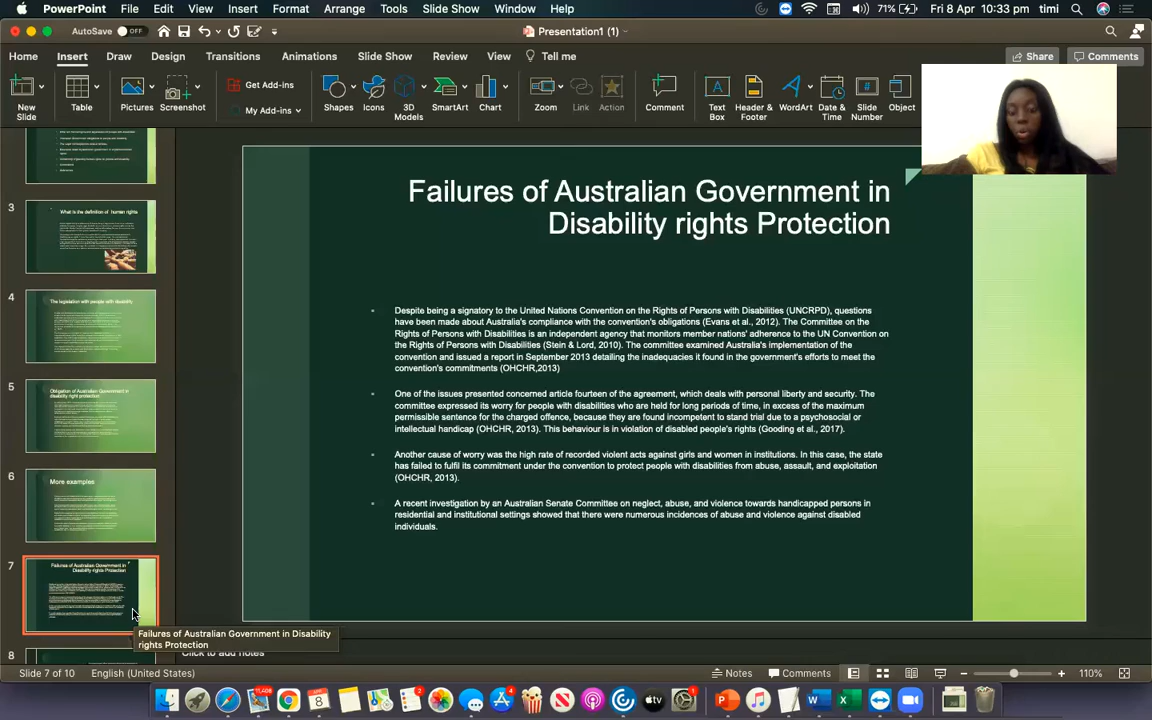 PowerPoint File Edit View Insert Format Arrange Tools Slide Show Window Help 71% Fri 8 Apr 10:33 pm timi
AutoSave OFF Presentation1 (1)
Home Insert Draw Design Transitions Animations Slide Show Review View Tell me Share Comments
New Slide
Table
Pictures
Screenshot
Get Add-ins
My Add-ins
Shapes
Icons
3D Models
SmartArt
Chart
Zoom
Link
Action
Comment
Text Box
Header & Footer
WordArt
Date & Time
Slide Number
Object
3
What is the definition of human rights
4
The legislation with people with disability
5
Obligation of Australian Government in
disability right protection
6
More examples
7
Failures of Australian Government in
Disability rights Protection
8
Failures of Australian Government in
Disability rights Protection
Despite being a signatory to the United Nations Convention on the Rights of Persons with Disabilities (UNCRPD), questions
have been made about Australia's compliance with the convention's obligations (Evans et al., 2012). The Committee on the
Rights of Persons with Disabilities is an independent agency that monitors member nations' adherence to the UN Convention on
the Rights of Persons with Disabilities (Stein & Lord, 2010). The committee examined Australia's implementation of the
convention and issued a report in September 2013 detailing the inadequacies it found in the government's efforts to meet the
convention's commitments (OHCHR,2013)
One of the issues presented concerned article fourteen of the agreement, which deals with personal liberty and security. The
committee expressed its worry for people with disabilities who are held for long periods of time, in excess of the maximum
permissible sentence for the charged offence, because they are found incompetent to stand trial due to a psychosocial or
intellectual handicap (OHCHR, 2013). This behaviour is in violation of disabled people's rights (Gooding et al., 2017).
Another cause of worry was the high rate of recorded violent acts against girls and women in institutions. In this case, the state
has failed to fulfil its commitment under the convention to protect people with disabilities from abuse, assault, and exploitation
(OHCHR, 2013).
A recent investigation by an Australian Senate Committee on neglect, abuse, and violence towards handicapped persons in
residential and institutional settings showed that there were numerous incidences of abuse and violence against disabled
individuals.
Failures of Australian Government in Disability
rights Protection
Click to add notes
Slide 7 of 10 English (United States) Notes Comments 110%